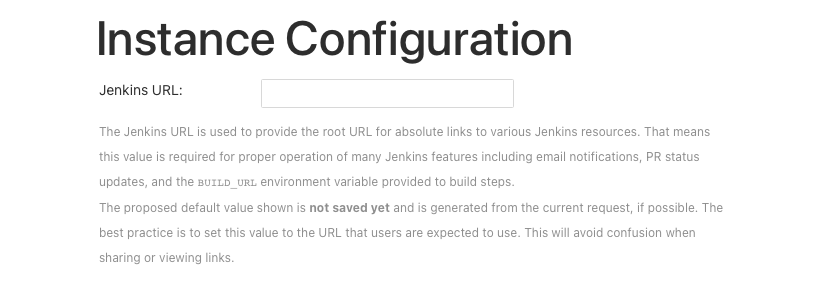 Instance Configuration
Jenkins URL:
The Jenkins URL is used to provide the root URL for absolute links to various Jenkins resources. That means
this value is required for proper operation of many Jenkins features including email notifications, PR status
updates, and the BUILD_URL environment variable provided to build steps.
The proposed default value shown is not saved yet and is generated from the current request, if possible. The
best practice is to set this value to the URL that users are expected to use. This will avoid confusion when
sharing or viewing links.